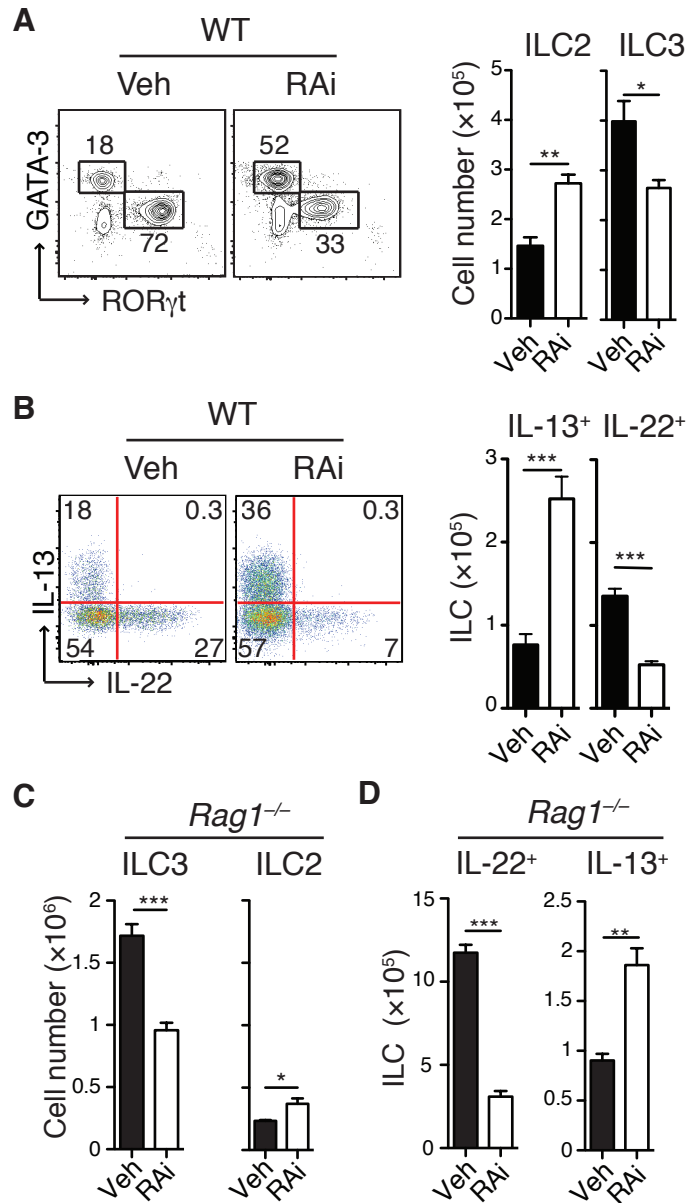 A
WT
Veh RAi
GATA-3
18
72
52
33
RORγt
ILC2 ILC3
Cell number (×10⁵)
5
4
3
2
1
0
**
*
Veh RAi Veh RAi
B
WT
Veh RAi
IL-13
18 0.3
54 27
36 0.3
57 7
IL-22
IL-13⁺ IL-22⁺
ILC (×10⁵)
3
2
1
0
***
***
Veh RAi Veh RAi
C
Rag1⁻/⁻
ILC3 ILC2
Cell number (×10⁶)
2
1.5
1
0.5
0
***
*
Veh RAi Veh RAi
D
Rag1⁻/⁻
IL-22⁺ IL-13⁺
ILC (×10⁵)
15
10
5
0
***
2.5
2
1.5
1
0.5
0
**
Veh RAi Veh RAi